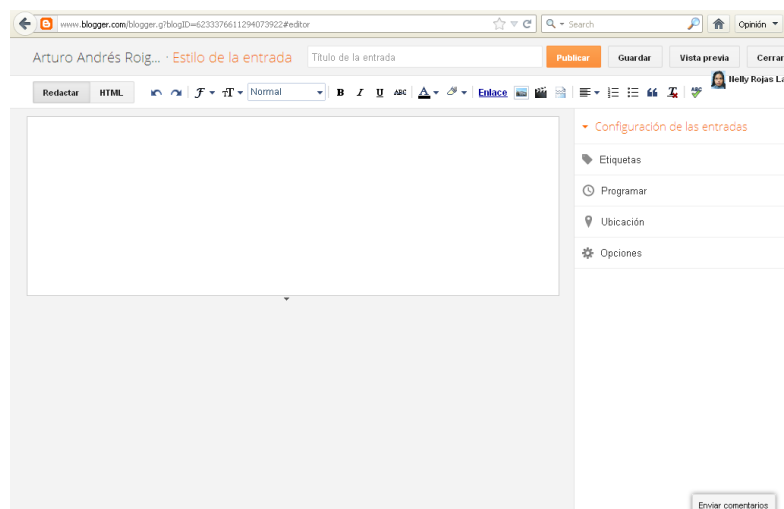 www.blogger.com/blogger.g?blogID=6233376611294073922#editor
Search
Opinión
Arturo Andrés Roig... · Estilo de la entrada
Título de la entrada
Publicar
Guardar
Vista previa
Cerrar
Nelly Rojas La
Redactar
HTML
Normal
B I U ABC A
Enlace
Configuración de las entradas
Etiquetas
Programar
Ubicación
Opciones
Enviar comentarios